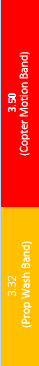 3.50
(Copter Motion Band)
3.32
(Prop Wash Band)